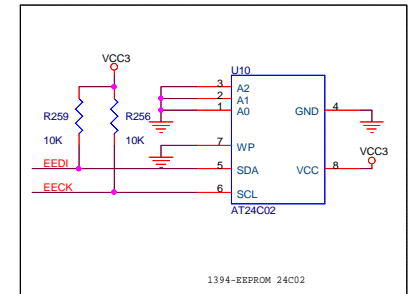 VCC3
U10
R259
R256
10K
10K
3
A2
2
A1
1
A0
GND
4
7
WP
VCC3
EEDI
5
SDA
VCC
8
EECK
6
SCL
AT24C02
1394-EEPROM 24C02